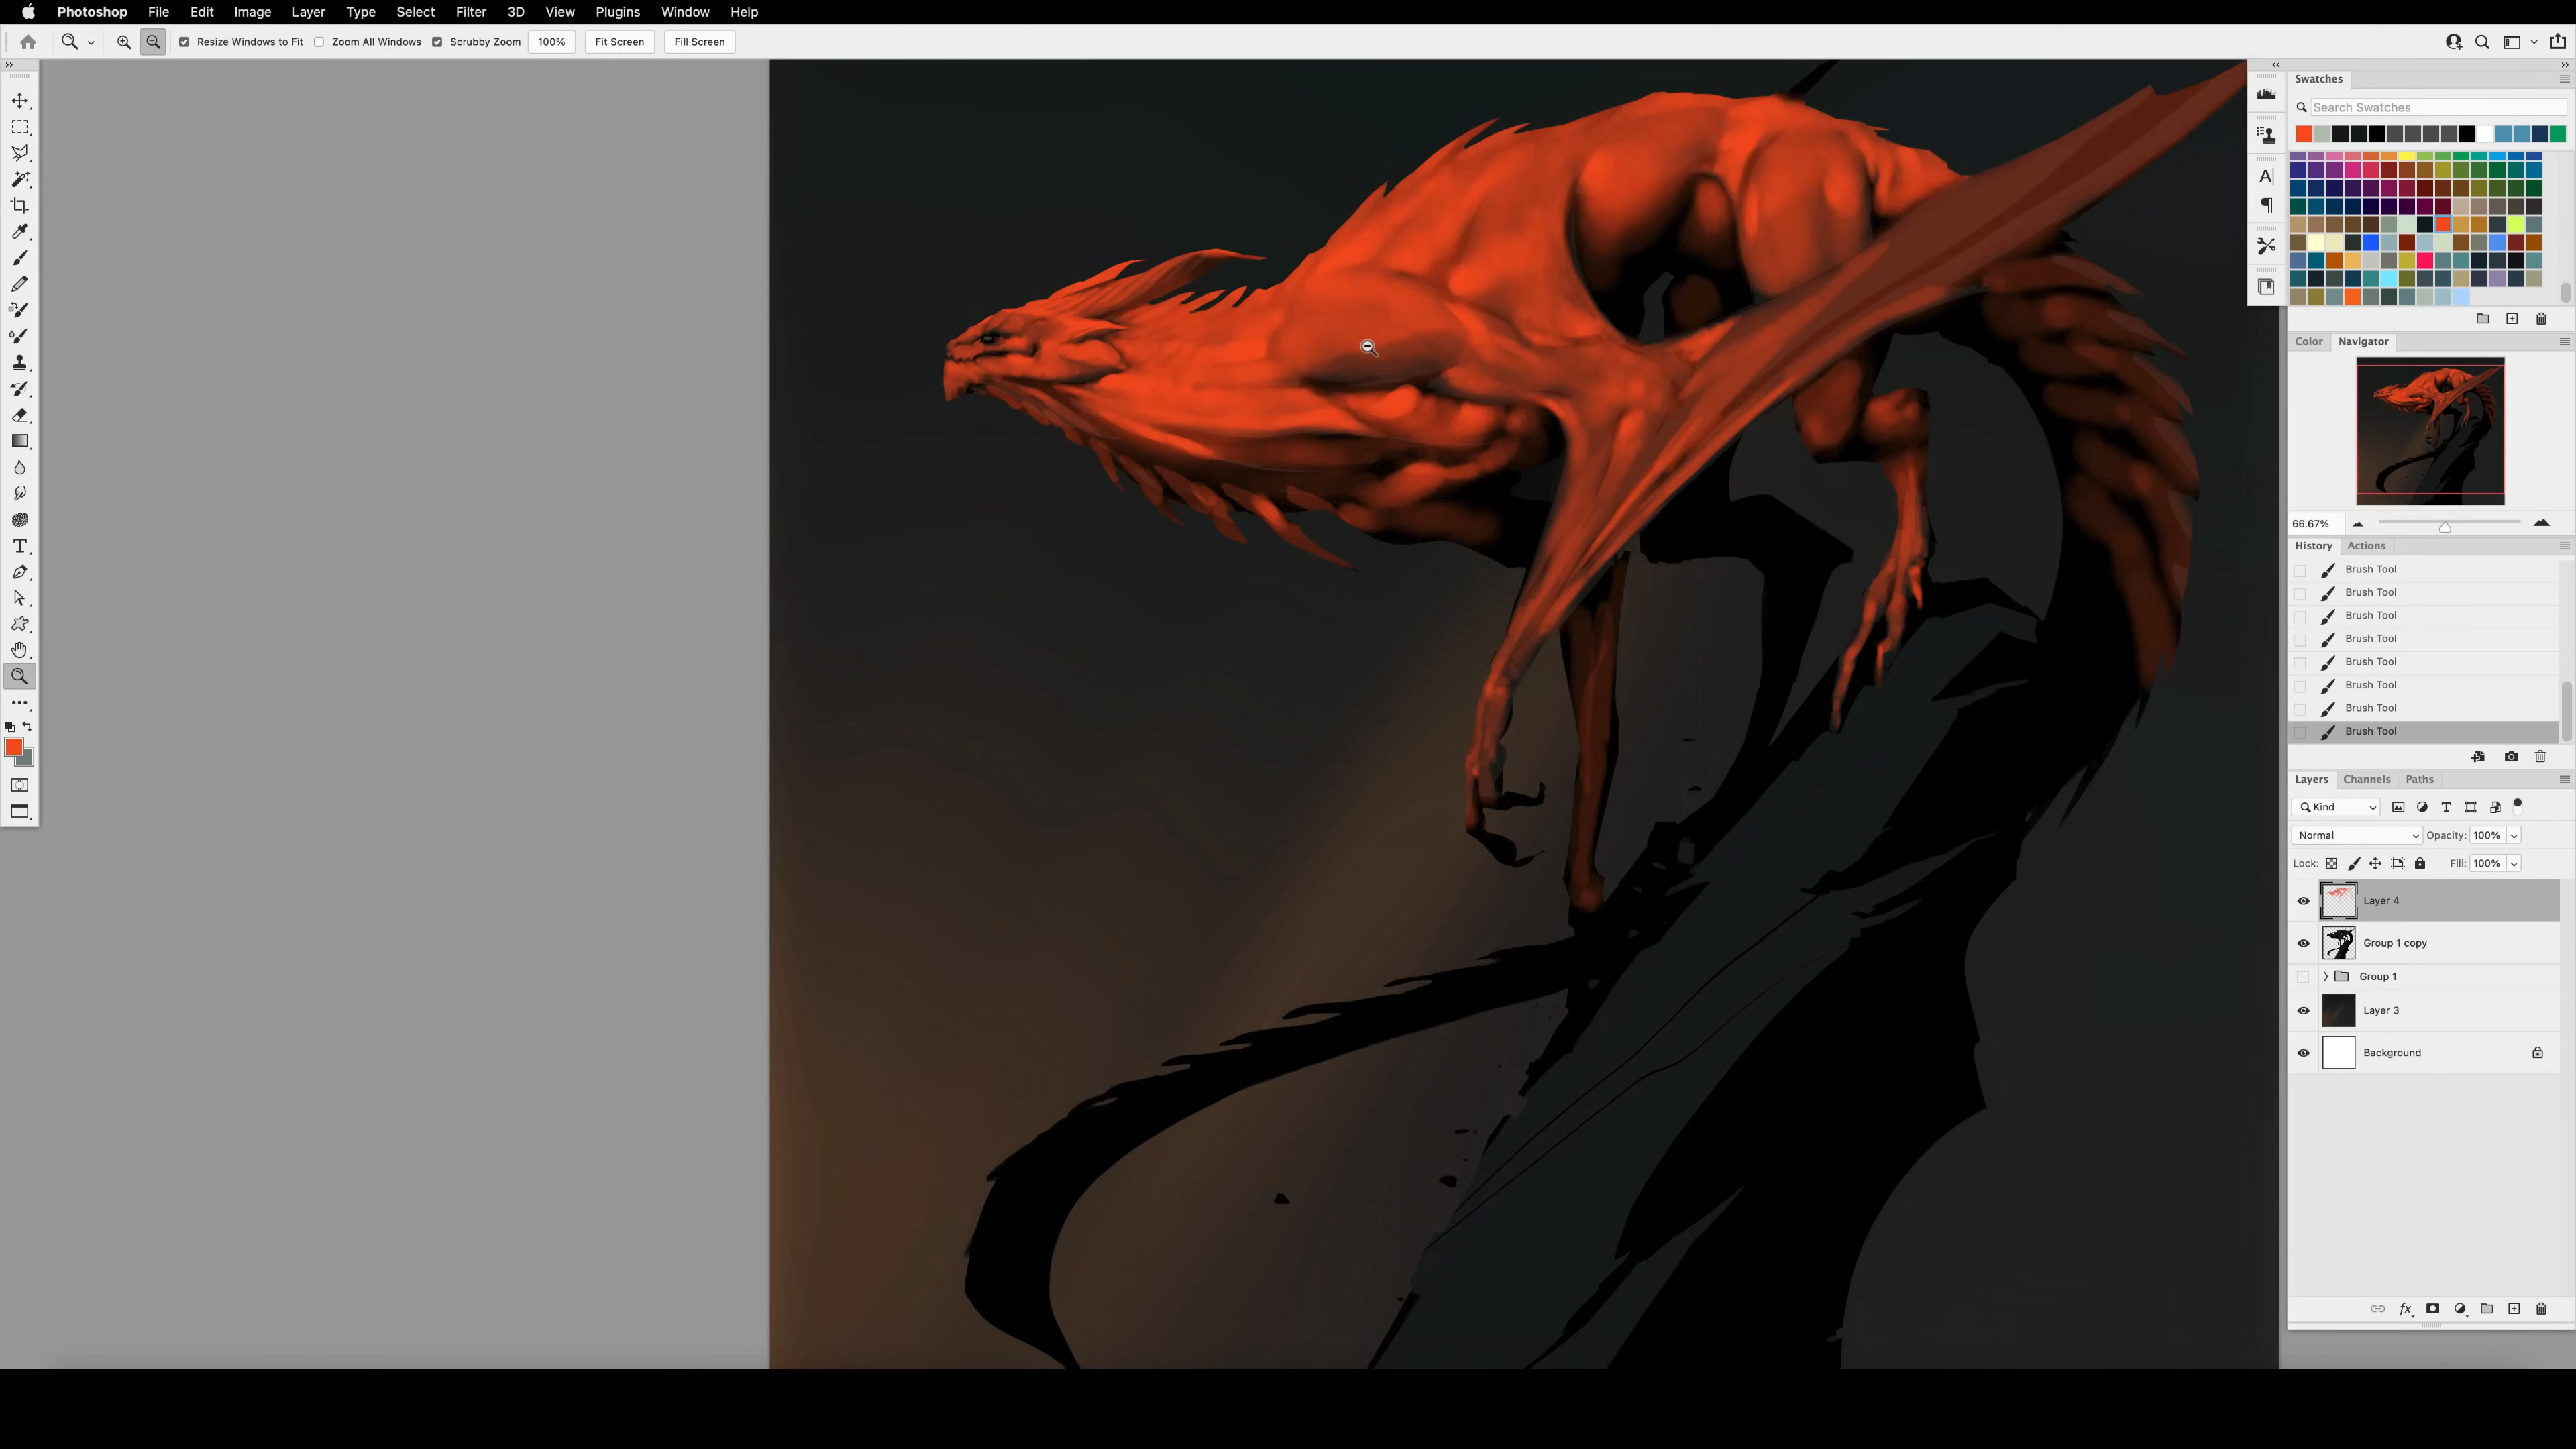 Photoshop File Edit Image Layer Type Select Filter 3D View Plugins Window Help
Resize Windows to Fit Zoom All Windows Scrubby Zoom 100% Fit Screen Fill Screen
Swatches
Search Swatches
Color Navigator
66.67%
History Actions
Brush Tool
Brush Tool
Brush Tool
Brush Tool
Brush Tool
Brush Tool
Brush Tool
Brush Tool
Layers Channels Paths
Kind
Normal Opacity: 100%
Lock: Fill: 100%
Layer 4
Group 1 copy
Group 1
Layer 3
Background